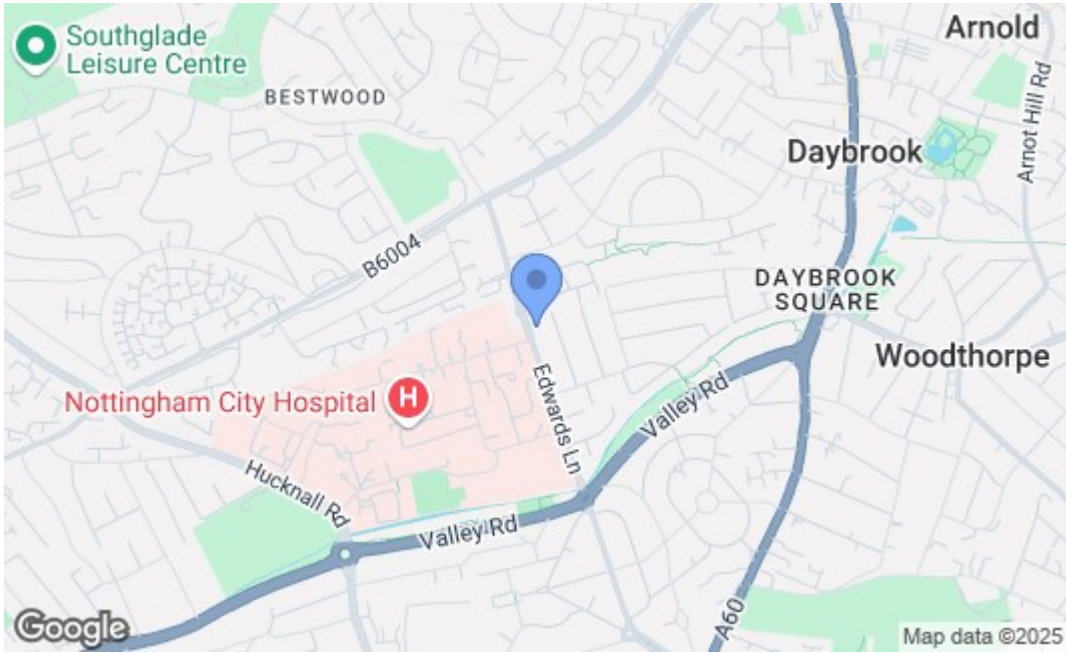 Arnold
Southglade
Leisure Centre
BESTWOOD
Arnot Hill Rd
Daybrook
B6004
DAYBROOK
SQUARE
Woodthorpe
Nottingham City Hospital
H
Edwards Ln
Valley Rd
Hucknall Rd
Valley Rd
A60
Google
Map data ©2025